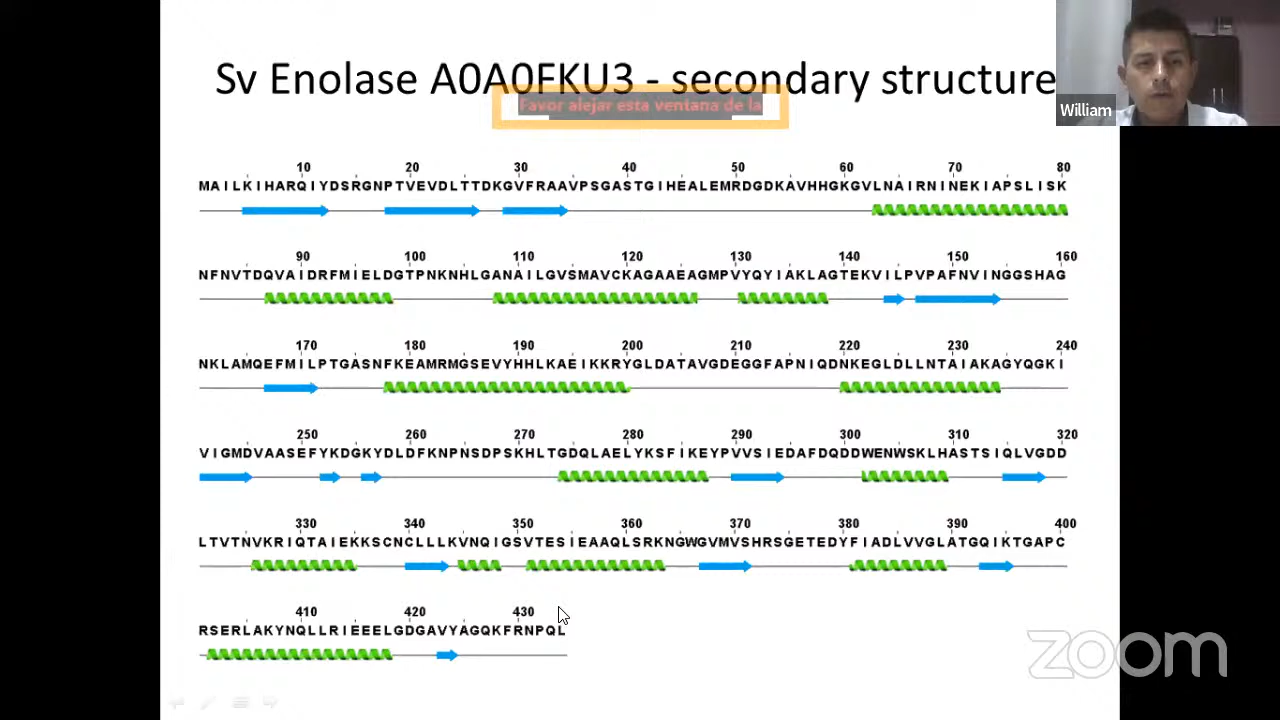 Sv Enolase A0A0FKU3 - secondary structure
Favor alejar esta ventana de la
William
10 20 30 40 50 60 70 80
MAILKIHARQIYDSRGNPTVEVDLTTDKGVFRAAVPSGASTGIHEALEMRDGDKAVHHGKGVLNAIRNINEKIAPSLISK
90 100 110 120 130 140 150 160
NFNVTDQVAIDRFMIELDGTPNKNHLGANAILGVSMAVCKAGAAEAGMPVYQYIAKLAGTEKVILPVPAFNVINGGSHAG
170 180 190 200 210 220 230 240
NKLAMQEFMILPTGASNFKEAMRMGSEVYHHLKAEIKKRYGLDATAVGDEGGFAPNIQDNKEGLDLLNTAIAKAGYQGKI
250 260 270 280 290 300 310 320
VIGMDVAASEFYKDGKYDLDFKNPNSDPSKHLTGDQLAELYKSFIKEYPVVSIEDAFDQDDWENWSKLHASTSIQLVGDD
330 340 350 360 370 380 390 400
LTVTNVKRIQTAIEKKSCNCLLLKVNQIGSVTESIEAAQLSRKNGWGVMVSHRSGETEDYFIADLVVGLATGQIKTGAPC
410 420 430
RSERLAKYNQLLRIEEELGDGAVYAGQKFRNPQL
zoom